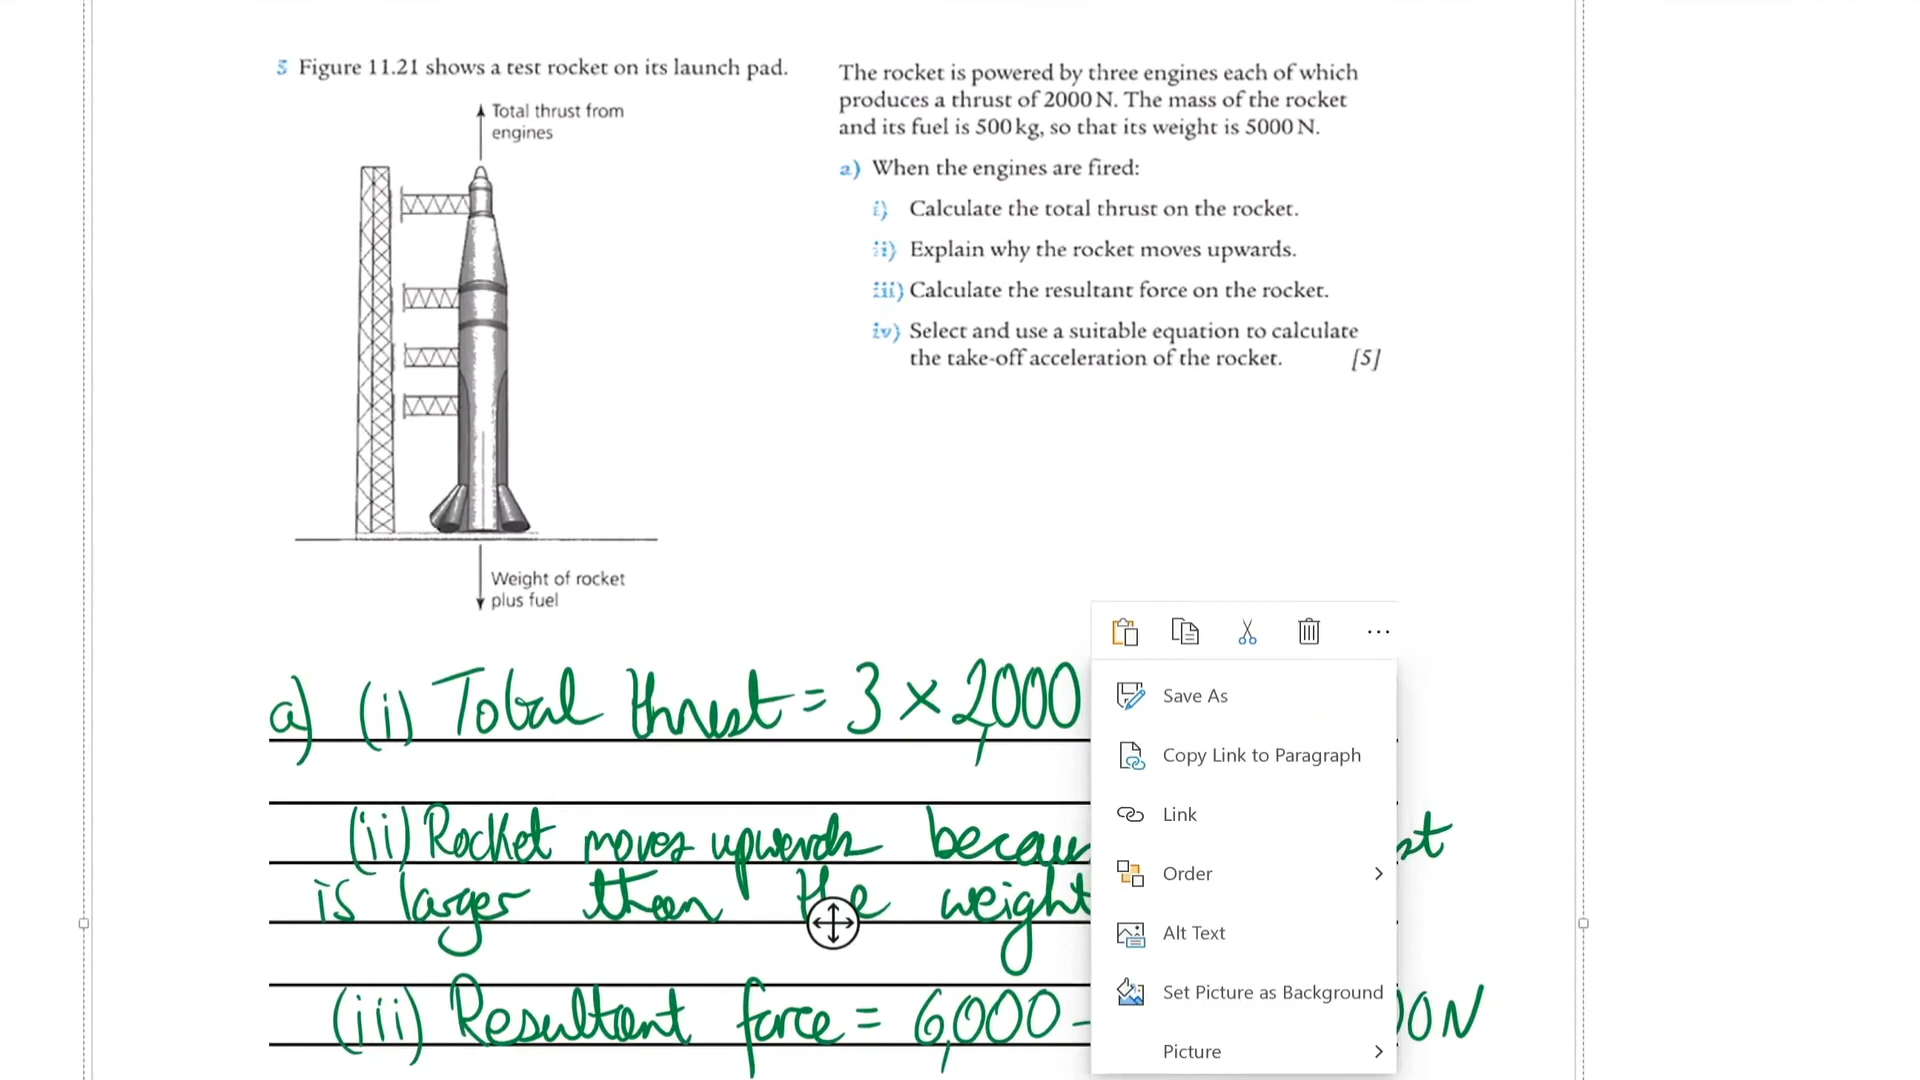 5 Figure 11.21 shows a test rocket on its launch pad.
Total thrust from
engines
Weight of rocket
plus fuel
The rocket is powered by three engines each of which
produces a thrust of 2000 N. The mass of the rocket
and its fuel is 500 kg, so that its weight is 5000 N.
a) When the engines are fired:
i) Calculate the total thrust on the rocket.
ii) Explain why the rocket moves upwards.
iii) Calculate the resultant force on the rocket.
iv) Select and use a suitable equation to calculate
the take-off acceleration of the rocket. [5]
a) (i) Total thrust = 3 × 2,000
(ii) Rocket moves upwards becau st
is larger than the weight
(iii) Resultant force = 6,000 - 00N
Save As
Copy Link to Paragraph
Link
Order
Alt Text
Set Picture as Background
Picture